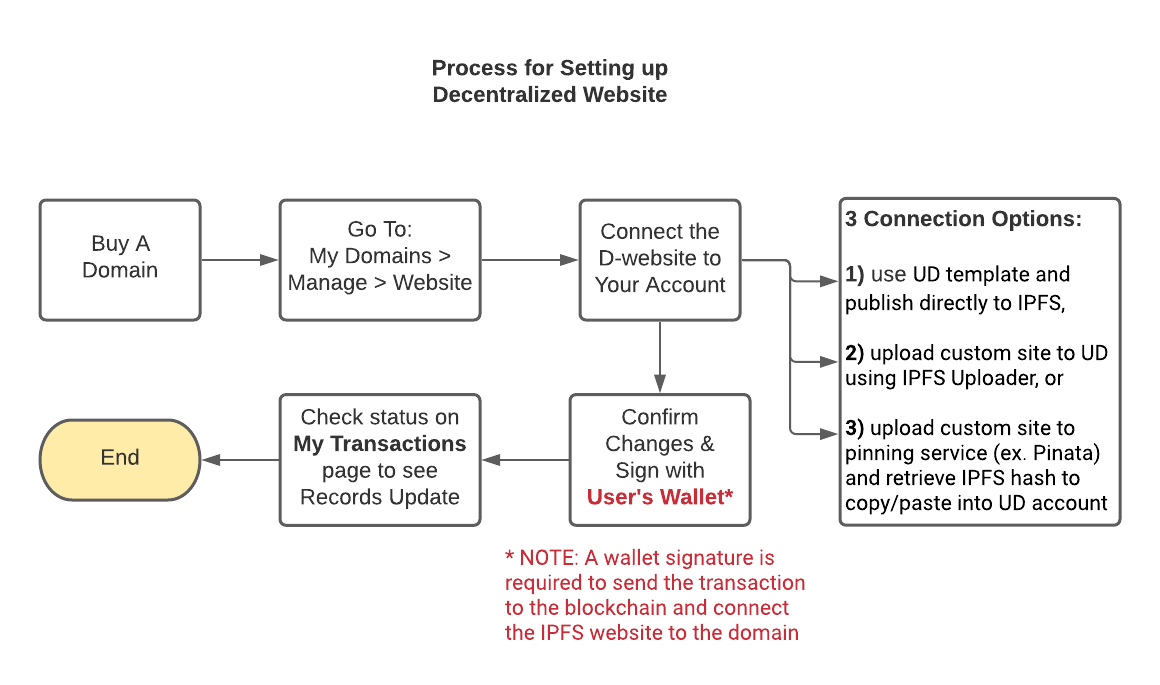 Process for Setting up
Decentralized Website
Buy A
Domain
Go To:
My Domains >
Manage > Website
Connect the
D-website to
Your Account
3 Connection Options:
1) use UD template and
publish directly to IPFS,
2) upload custom site to UD
using IPFS Uploader, or
3) upload custom site to
pinning service (ex. Pinata)
and retrieve IPFS hash to
copy/paste into UD account
Confirm
Changes &
Sign with
User's Wallet*
Check status on
My Transactions
page to see
Records Update
End
* NOTE: A wallet signature is
required to send the transaction
to the blockchain and connect
the IPFS website to the domain